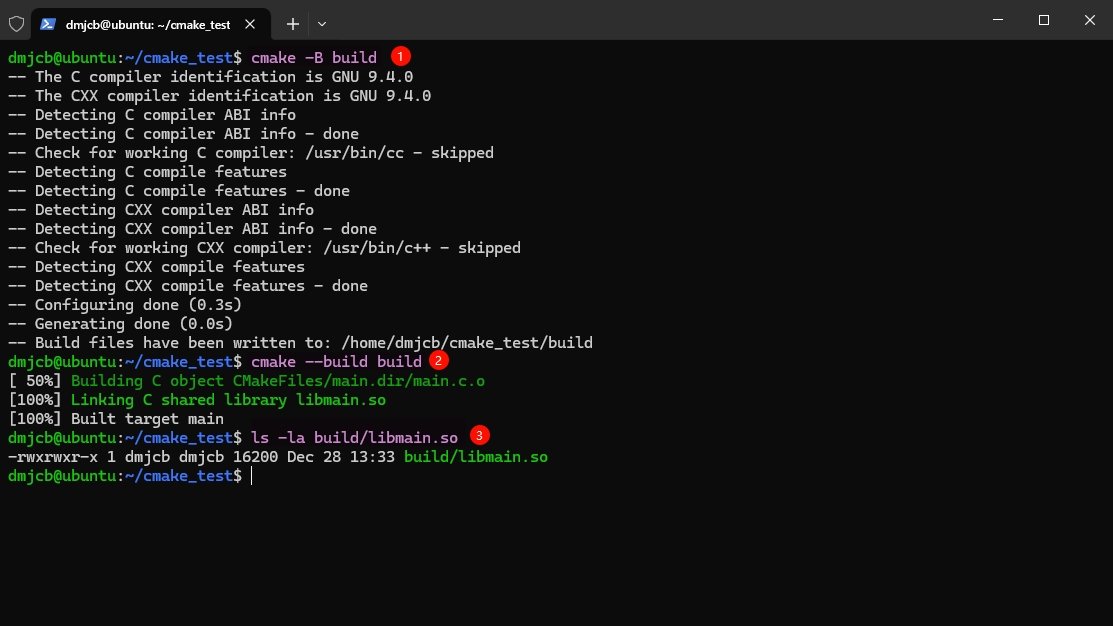 dmjcb@ubuntu: ~/cmake_test
dmjcb@ubuntu:~/cmake_test$ cmake -B build 1
-- The C compiler identification is GNU 9.4.0
-- The CXX compiler identification is GNU 9.4.0
-- Detecting C compiler ABI info
-- Detecting C compiler ABI info - done
-- Check for working C compiler: /usr/bin/cc - skipped
-- Detecting C compile features
-- Detecting C compile features - done
-- Detecting CXX compiler ABI info
-- Detecting CXX compiler ABI info - done
-- Check for working CXX compiler: /usr/bin/c++ - skipped
-- Detecting CXX compile features
-- Detecting CXX compile features - done
-- Configuring done (0.3s)
-- Generating done (0.0s)
-- Build files have been written to: /home/dmjcb/cmake_test/build
dmjcb@ubuntu:~/cmake_test$ cmake --build build 2
[ 50%] Building C object CMakeFiles/main.dir/main.c.o
[100%] Linking C shared library libmain.so
[100%] Built target main
dmjcb@ubuntu:~/cmake_test$ ls -la build/libmain.so 3
-rwxrwxr-x 1 dmjcb dmjcb 16200 Dec 28 13:33 build/libmain.so
dmjcb@ubuntu:~/cmake_test$